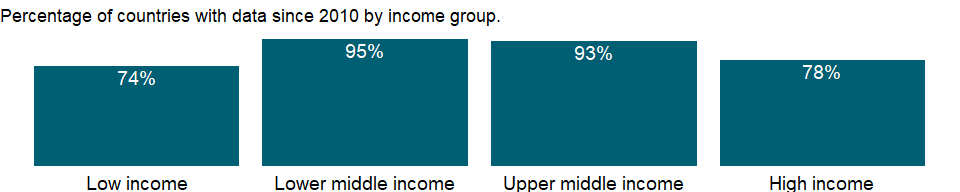 Percentage of countries with data since 2010 by income group.
74%
95%
93%
78%
Low income
Lower middle income
Upper middle income
High income